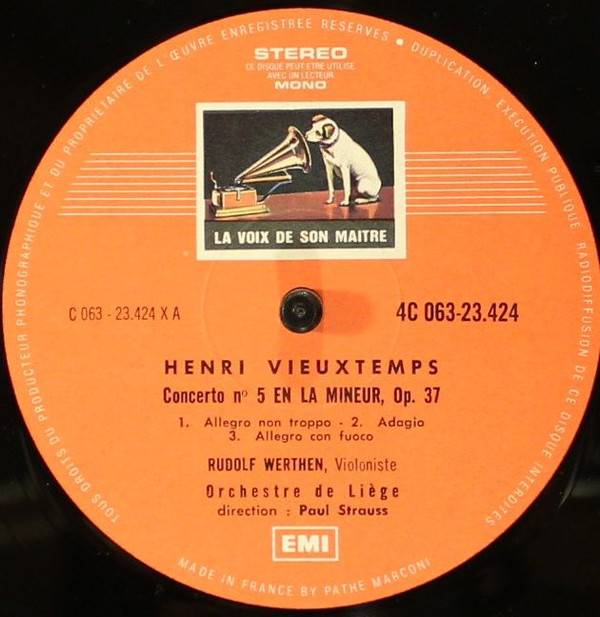 TOUS DROITS DU PRODUCTEUR PHONOGRAPHIQUE ET DU PROPRIETAIRE DE L'ŒUVRE ENREGISTREE RESERVES • DUPLICATION, EXECUTION PUBLIQUE, RADIODIFFUSION DE CE DISQUE INTERDITES
STEREO
CE DISQUE PEUT ETRE UTILISE
AVEC UN LECTEUR
MONO
LA VOIX DE SON MAITRE
C 063 - 23.424 X A
4C 063-23.424
HENRI VIEUXTEMPS
Concerto nº 5 EN LA MINEUR, Op. 37
1. Allegro non troppo - 2. Adagio
3. Allegro con fuoco
RUDOLF WERTHEN, Violoniste
Orchestre de Liège
direction : Paul Strauss
EMI
MADE IN FRANCE BY PATHE MARCONI